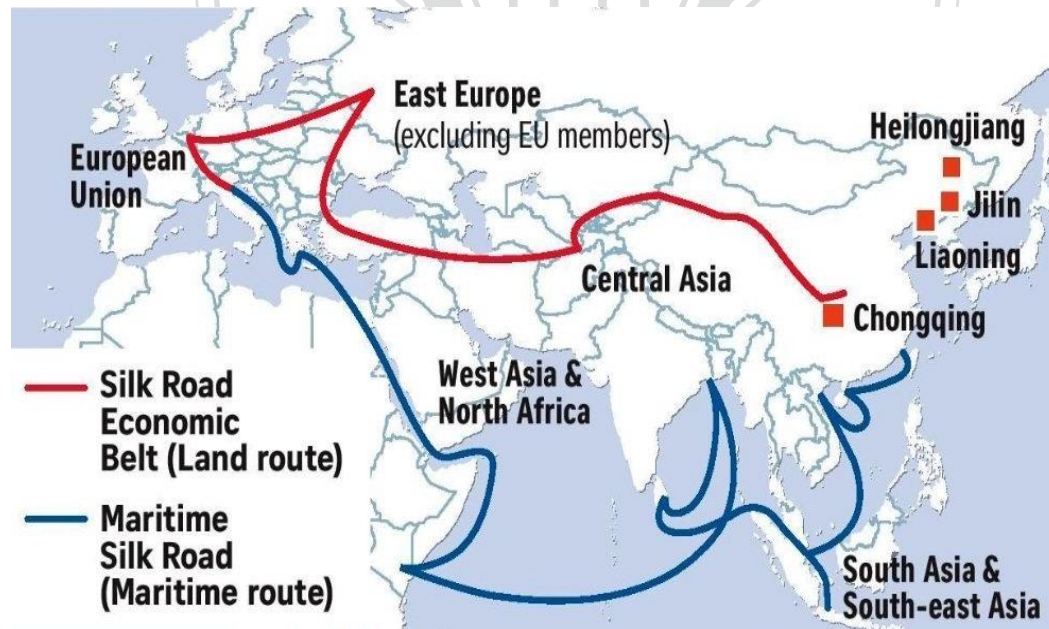 East Europe
(excluding EU members)
European
Union
Heilongjiang
Jilin
Liaoning
Central Asia
Chongqing
West Asia &
North Africa
Silk Road
Economic
Belt (Land route)
Maritime
Silk Road
(Maritime route)
South Asia &
South-east Asia